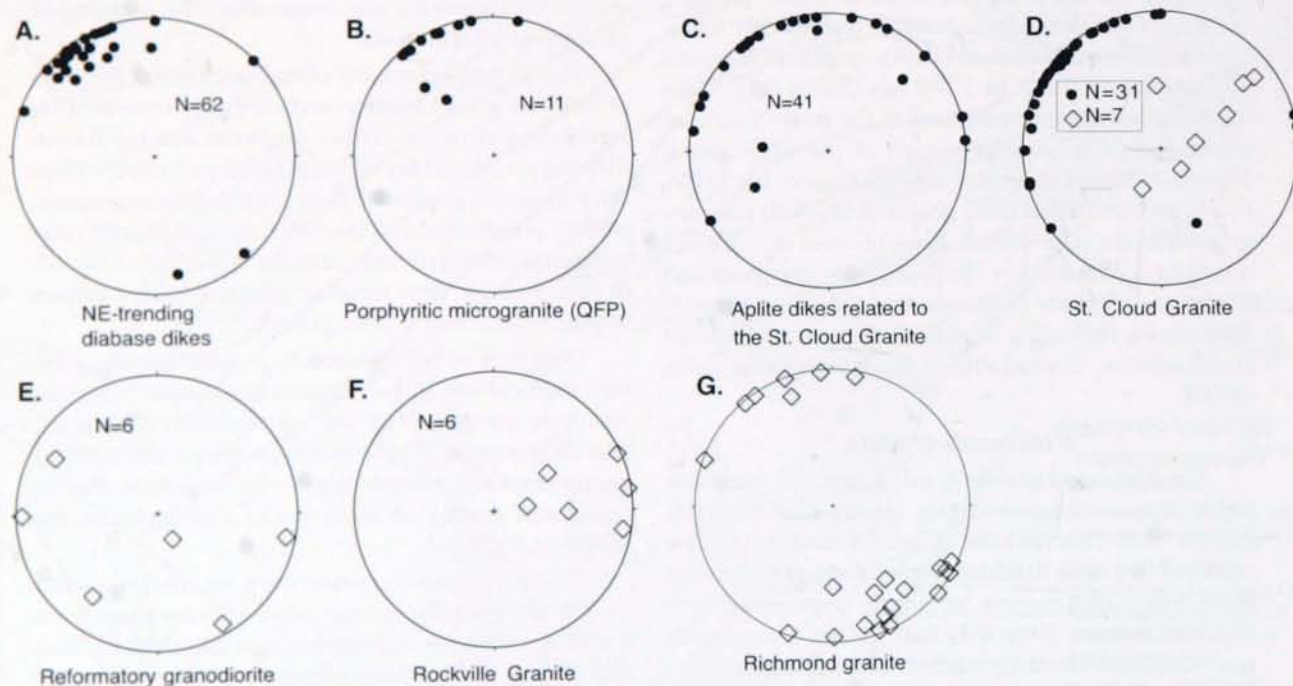 A.
N=62
NE-trending
diabase dikes
B.
N=11
Porphyritic microgranite (QFP)
C.
N=41
Aplite dikes related to
the St. Cloud Granite
D.
N=31
N=7
St. Cloud Granite
E.
N=6
Reformatory granodiorite
F.
N=6
Rockville Granite
G.
Richmond granite